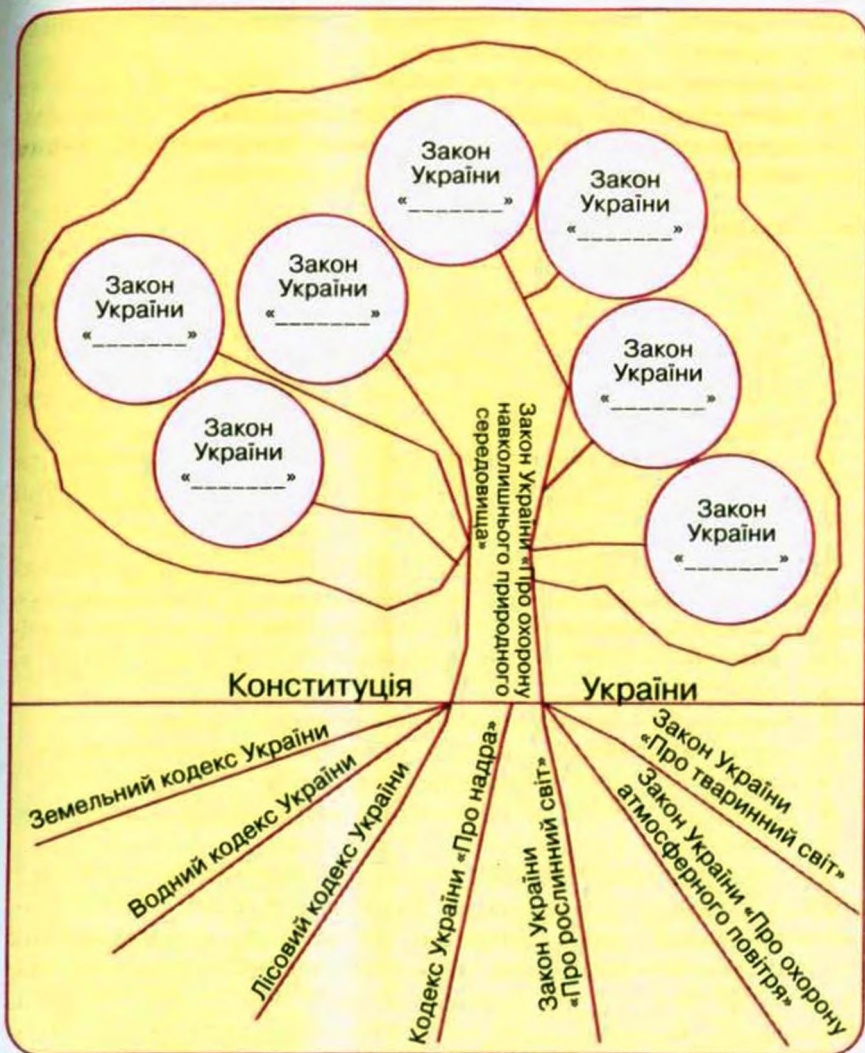 Закон
України
«_______»
Закон
України
«_______»
Закон
України
«_______»
Закон
України
«_______»
Закон
України
«_______»
Закон
України
«_______»
Закон
України
«_______»
Закон України «Про охорону
навколишнього природного
середовища»
Конституція України
Земельний кодекс України
Водний кодекс України
Лісовий кодекс України
Кодекс України «Про надра»
Закон України
«Про рослинний світ»
Закон України «Про охорону
атмосферного повітря»
Закон України
«Про тваринний світ»